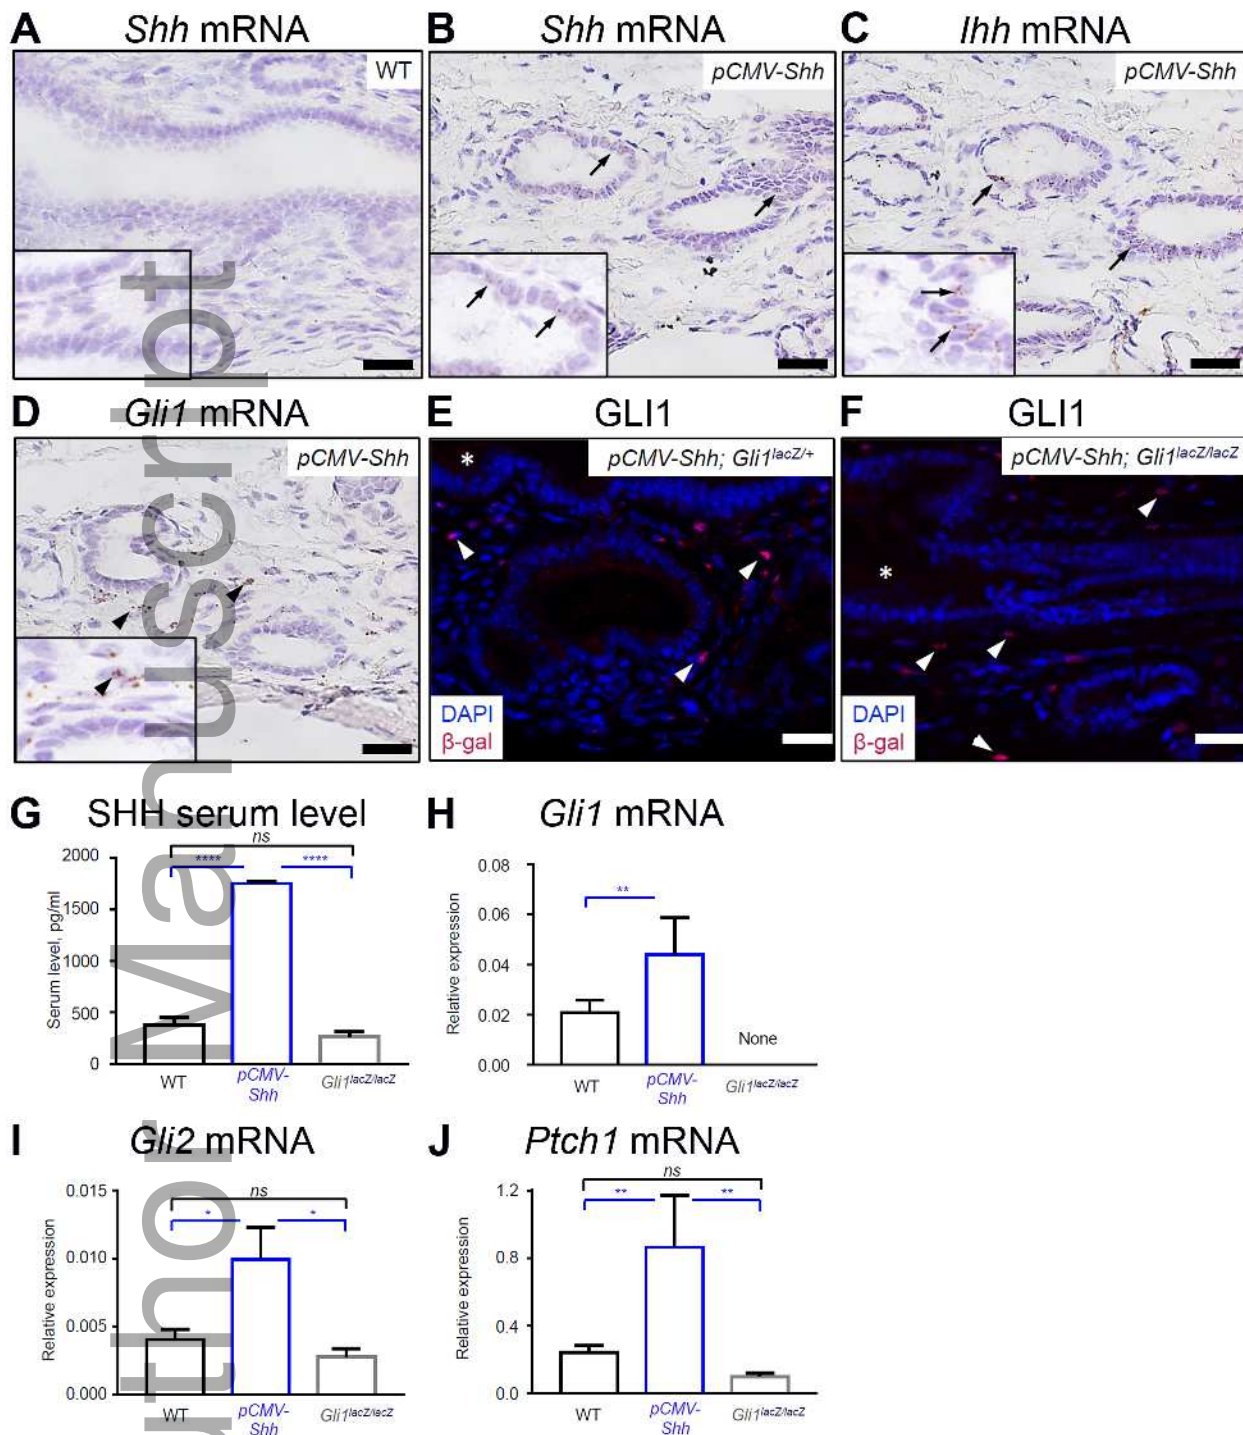 A Shh mRNA
WT
B Shh mRNA
pCMV-Shh
C Ihh mRNA
pCMV-Shh
D Gli1 mRNA
pCMV-Shh
E GLI1
pCMV-Shh; Gli1lacZ/+
*
DAPI
β-gal
F GLI1
pCMV-Shh; Gli1lacZ/lacZ
*
DAPI
β-gal
G SHH serum level
ns
**** ****
Serum level, pg/ml
2000
1500
1000
500
0
WT pCMV-Shh Gli1lacZ/lacZ
H Gli1 mRNA
**
Relative expression
0.08
0.06
0.04
0.02
0.00
None
WT pCMV-Shh Gli1lacZ/lacZ
I Gli2 mRNA
ns
* *
Relative expression
0.015
0.010
0.005
0.000
WT pCMV-Shh Gli1lacZ/lacZ
J Ptch1 mRNA
ns
** **
Relative expression
1.2
0.8
0.4
0.0
WT pCMV-Shh Gli1lacZ/lacZ
uthor Manuscript